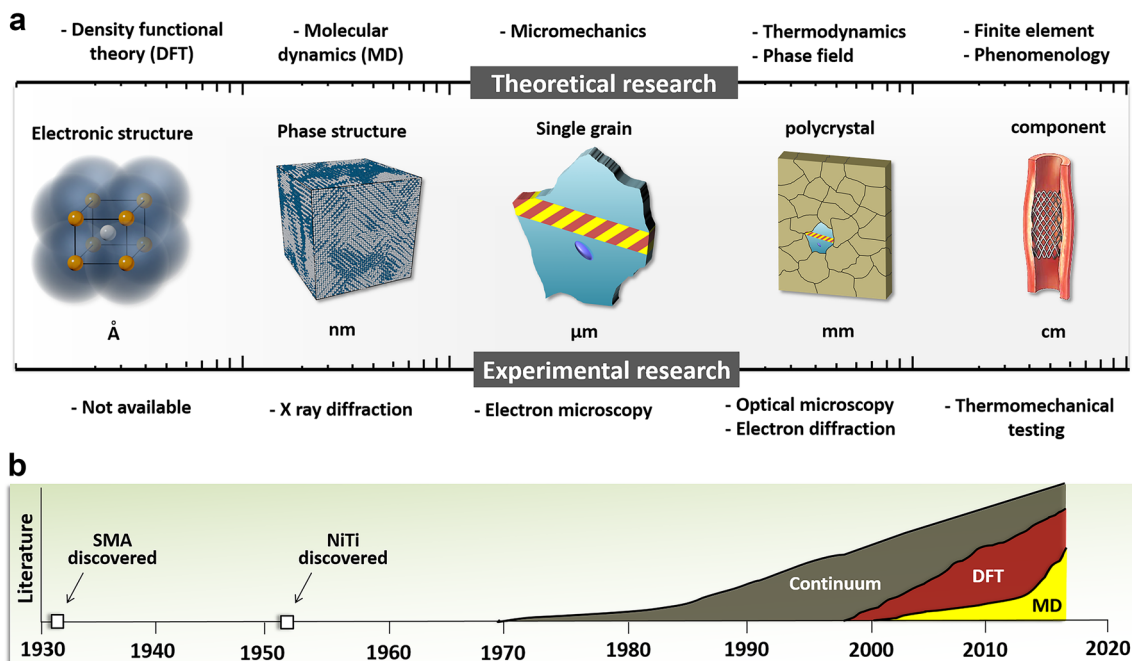 a
- Density functional
theory (DFT)
- Molecular
dynamics (MD)
- Micromechanics
- Thermodynamics
- Phase field
- Finite element
- Phenomenology
Theoretical research
Electronic structure
Phase structure
Single grain
polycrystal
component
Å
nm
μm
mm
cm
Experimental research
- Not available
- X ray diffraction
- Electron microscopy
- Optical microscopy
- Electron diffraction
- Thermomechanical
testing
b
Literature
SMA
discovered
NiTi
discovered
Continuum
DFT
MD
1930
1940
1950
1960
1970
1980
1990
2000
2010
2020